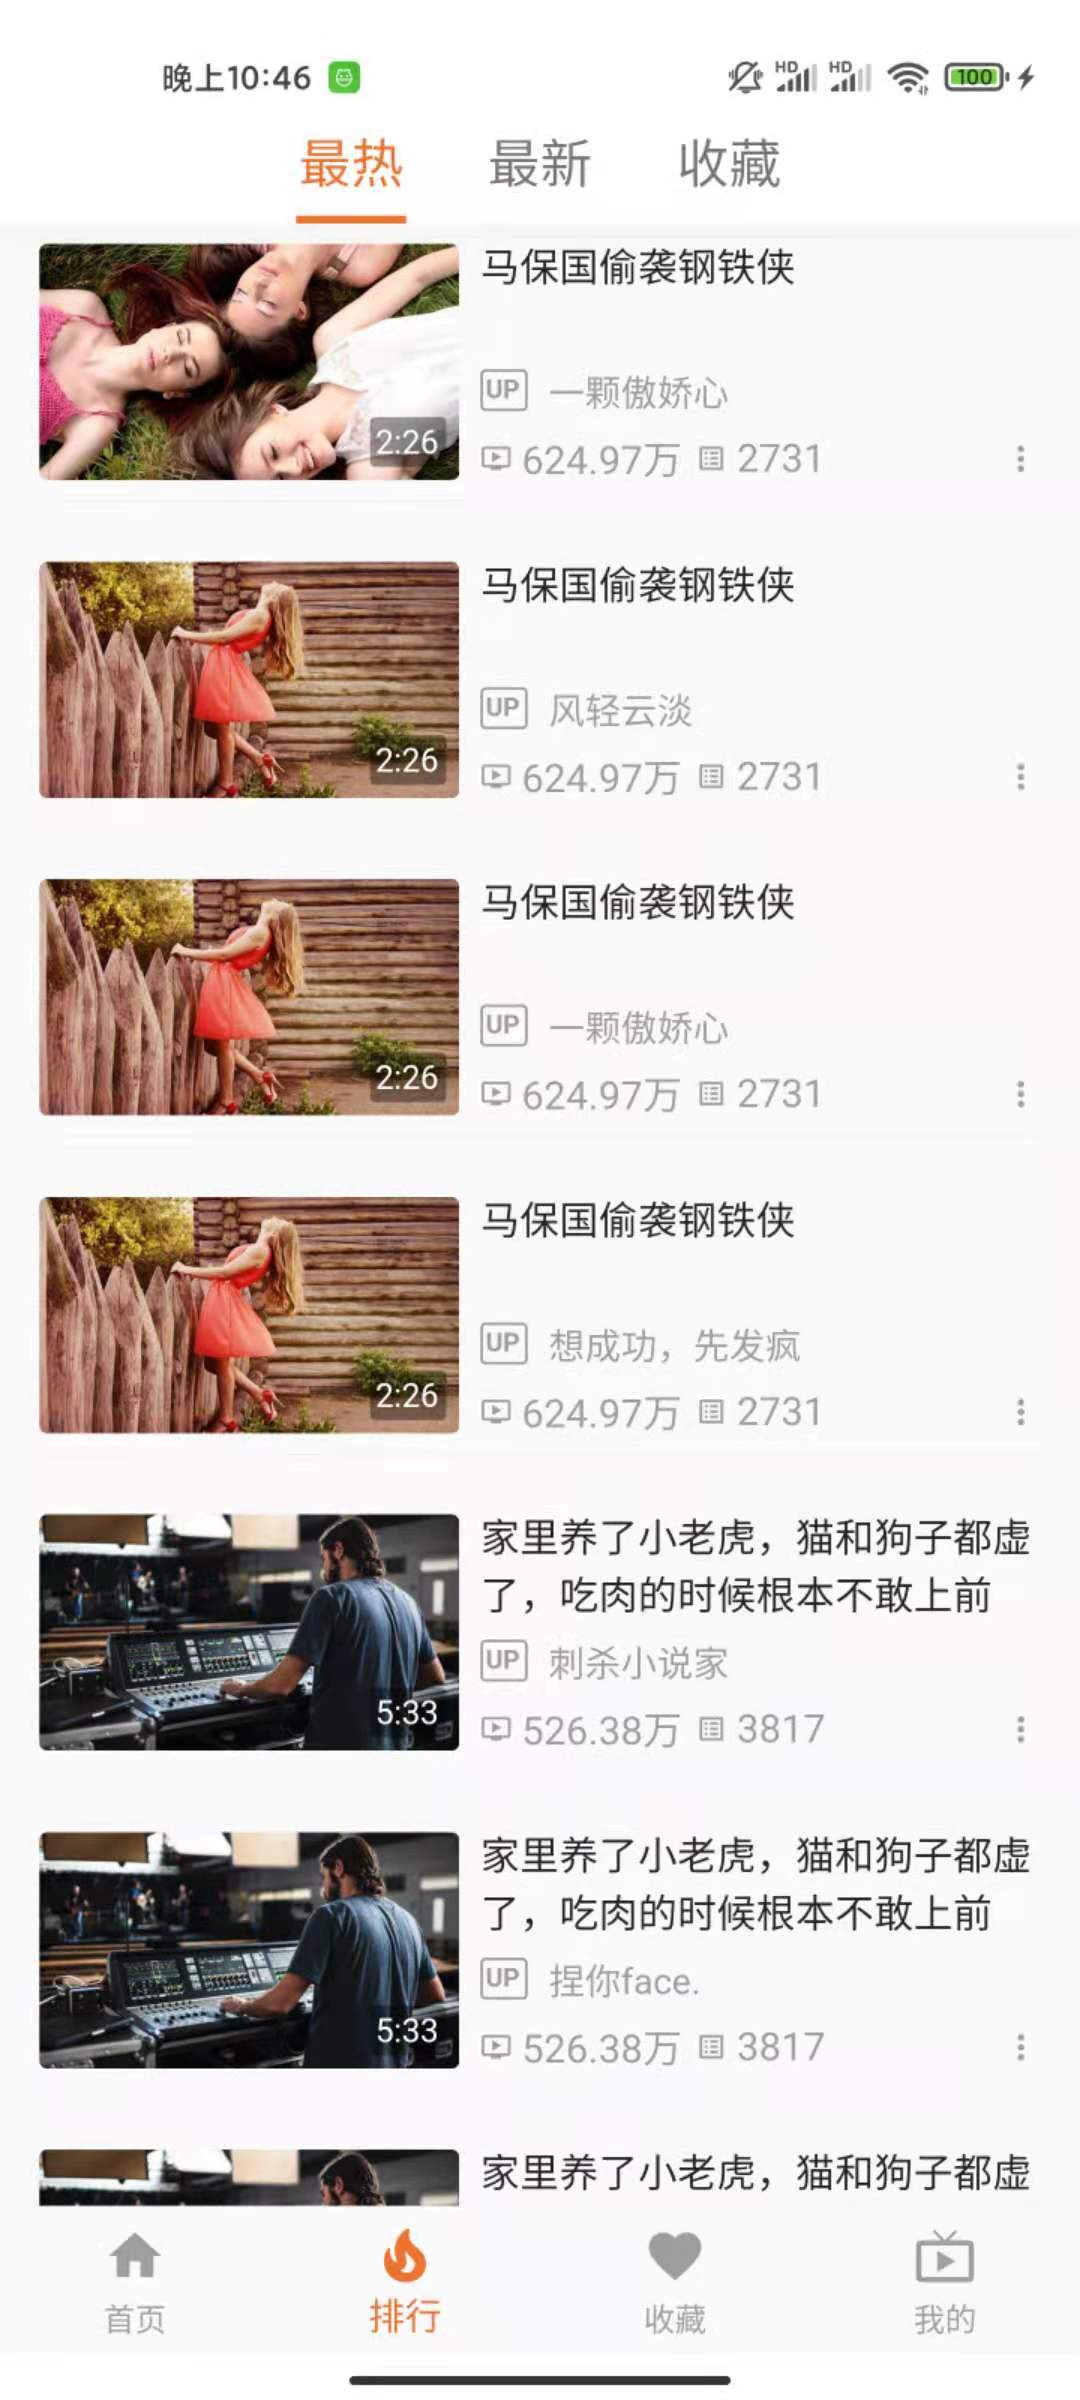 晚上10:46
HD HD 100
最热 最新 收藏
马保国偷袭钢铁侠
UP 一颗傲娇心
2:26
624.97万 2731
马保国偷袭钢铁侠
UP 风轻云淡
2:26
624.97万 2731
马保国偷袭钢铁侠
UP 一颗傲娇心
2:26
624.97万 2731
马保国偷袭钢铁侠
UP 想成功，先发疯
2:26
624.97万 2731
家里养了小老虎，猫和狗子都虚
了，吃肉的时候根本不敢上前
UP 刺杀小说家
5:33
526.38万 3817
家里养了小老虎，猫和狗子都虚
了，吃肉的时候根本不敢上前
UP 捏你face.
5:33
526.38万 3817
家里养了小老虎，猫和狗子都虚
首页 排行 收藏 我的